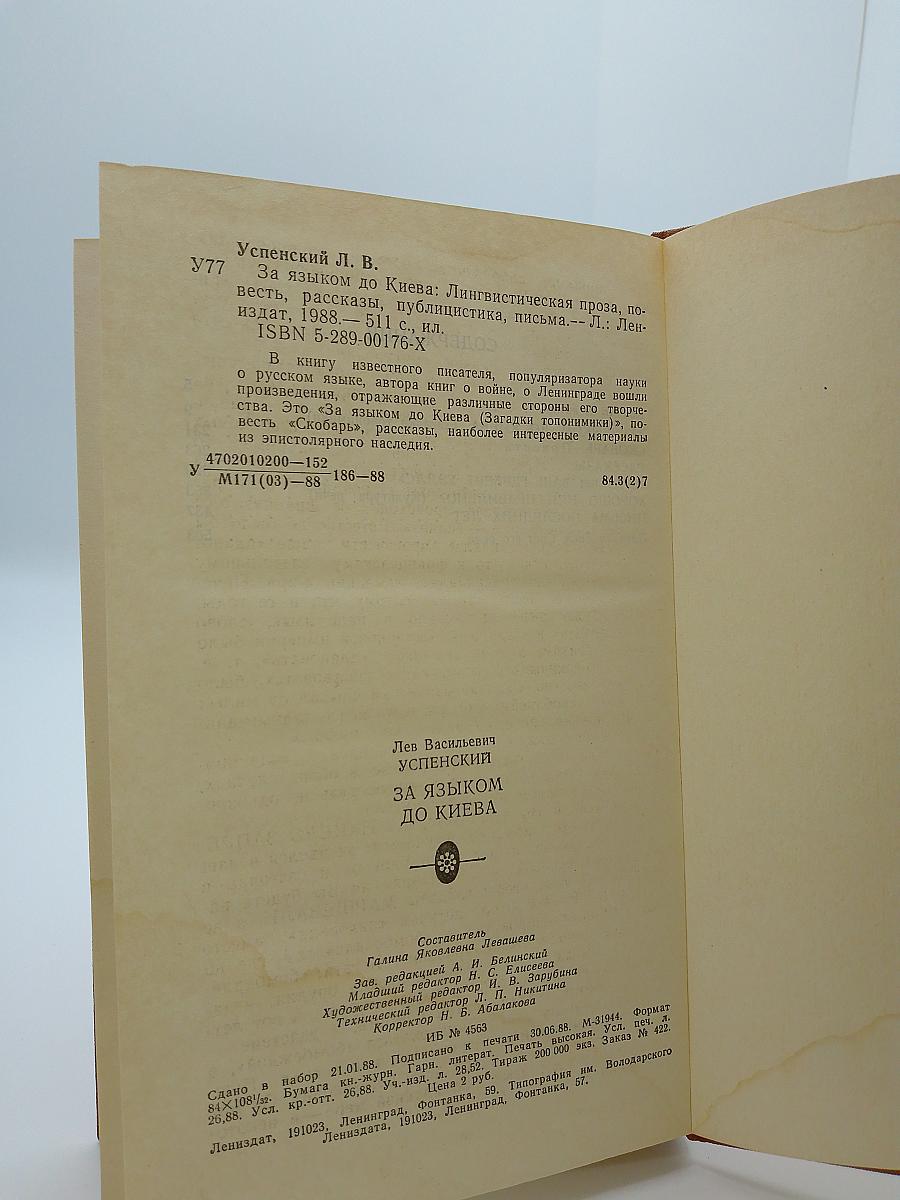 Успенский Л. В.
У77 За языком до Киева: Лингвистическая проза, по-
весть, рассказы, публицистика, письма.— Л.: Лен-
издат, 1988.— 511 с., ил.
ISBN 5-289-00176-X
В книгу известного писателя, популяризатора науки
о русском языке, автора книг о войне, о Ленинграде вошли
произведения, отражающие различные стороны его творче-
ства. Это «За языком до Киева (Загадки топонимики)», по-
весть «Скобарь», рассказы, наиболее интересные материалы
из эпистолярного наследия.
4702010200—152
У 186—88 84.3(2)7
М171(03)—88
Лев Васильевич
УСПЕНСКИЙ
ЗА ЯЗЫКОМ
ДО КИЕВА
Составитель
Галина Яковлевна Левашева
Зав. редакцией А. И. Белинский
Младший редактор Н. С. Елисеева
Художественный редактор И. В. Зарубина
Технический редактор Л. П. Никитина
Корректор Н. Б. Абалакова
ИБ № 4563
Сдано в набор 21.01.88. Подписано к печати 30.06.88. М-31944. Формат
84×108¹/₃₂. Бумага кн.-журн. Гарн. литерат. Печать высокая. Усл. печ. л.
26,88. Усл. кр.-отт. 26,88. Уч.-изд. л. 28,52. Тираж 200 000 экз. Заказ № 422.
Цена 2 руб.
Лениздат, 191023, Ленинград, Фонтанка, 59. Типография им. Володарского
Лениздата, 191023, Ленинград, Фонтанка, 57.